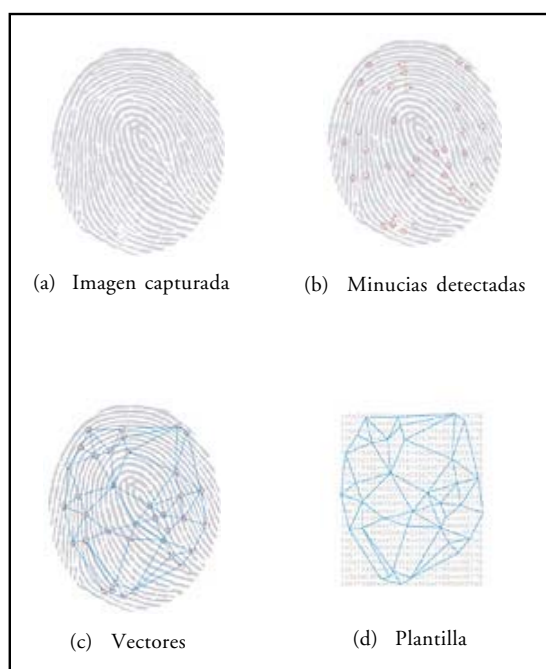 (a) Imagen capturada
(b) Minucias detectadas
(c) Vectores
(d) Plantilla